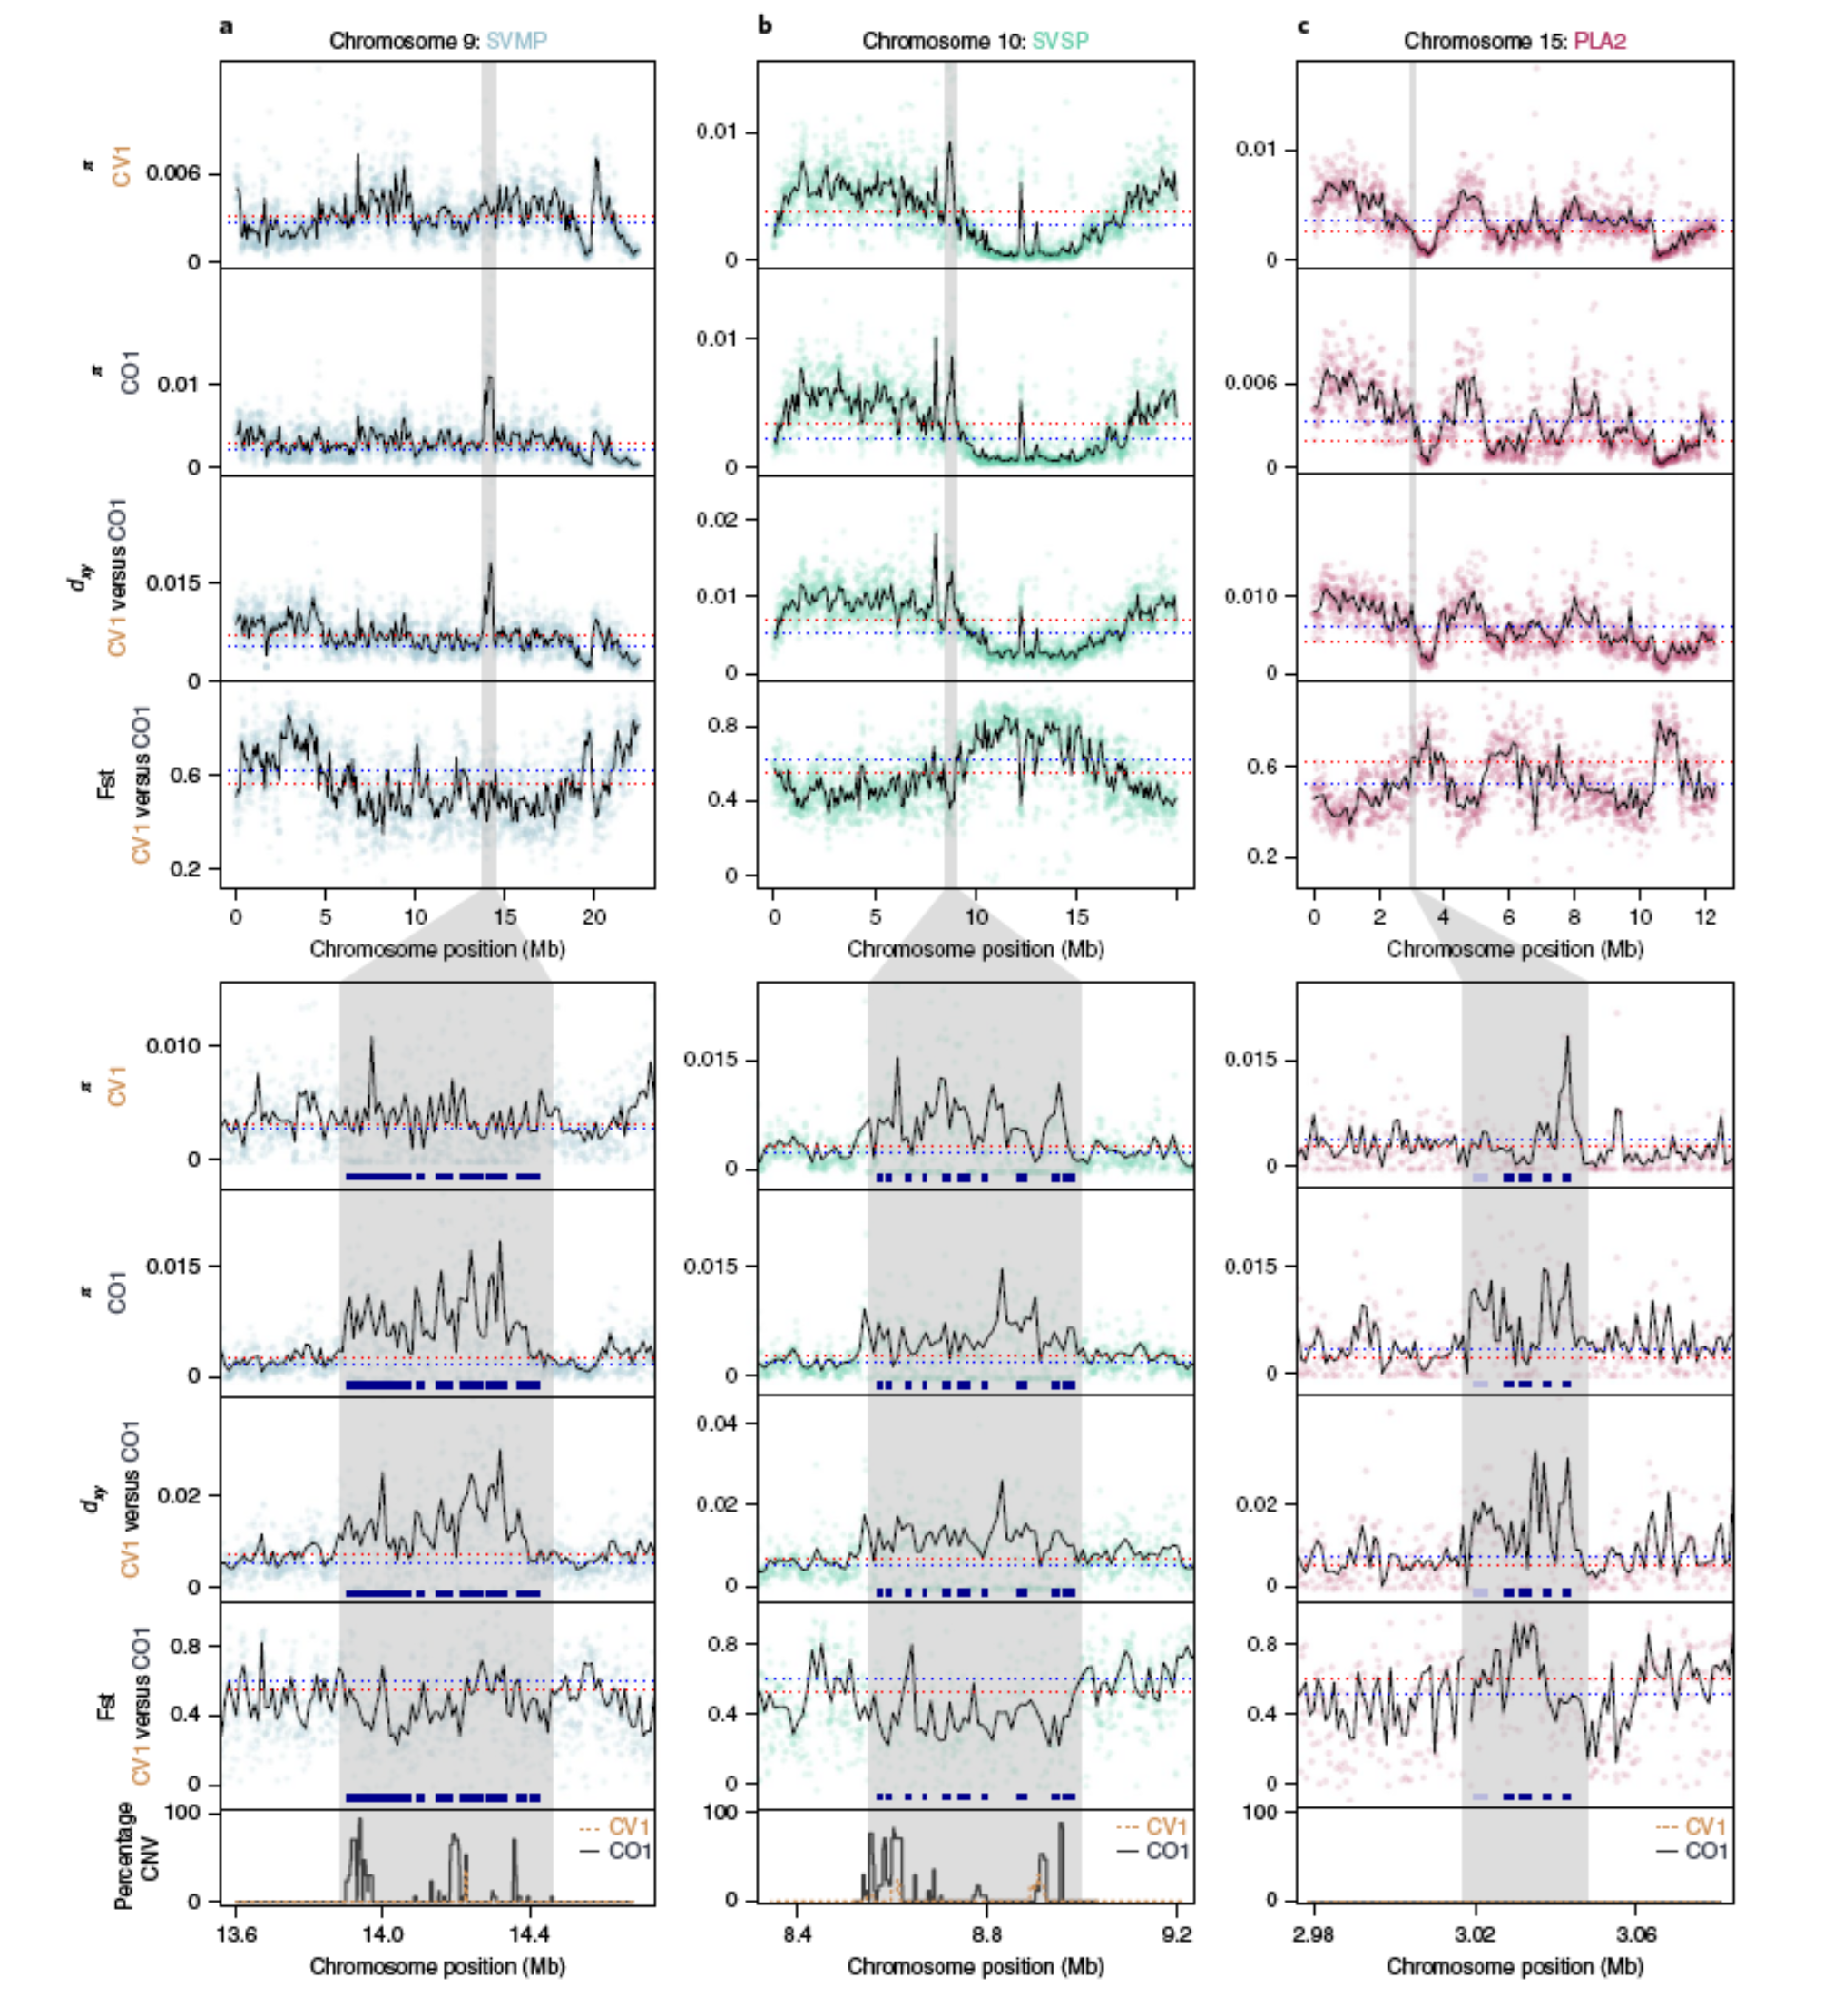 a
Chromosome 9: SVMP
b
Chromosome 10: SVSP
c
Chromosome 15: PLA2
π
CV1
0.006
0
0.01
0
0.01
0
π
CO1
0.01
0
0.01
0
0.006
0
dxy
CV1 versus CO1
0.015
0
0.02
0.01
0
0.010
0
Fst
CV1 versus CO1
0.6
0.2
0.8
0.4
0
0.6
0.2
0 5 10 15 20
0 5 10 15
0 2 4 6 8 10 12
Chromosome position (Mb)
Chromosome position (Mb)
Chromosome position (Mb)
π
CV1
0.010
0
0.015
0
0.015
0
π
CO1
0.015
0
0.015
0
0.015
0
dxy
CV1 versus CO1
0.02
0
0.04
0.02
0
0.02
0
Fst
CV1 versus CO1
0.8
0.4
0
0.8
0.4
0
0.8
0.4
0
Percentage
CNV
100
0
CV1
CO1
100
0
CV1
CO1
100
0
CV1
CO1
13.6 14.0 14.4
8.4 8.8 9.2
2.98 3.02 3.06
Chromosome position (Mb)
Chromosome position (Mb)
Chromosome position (Mb)